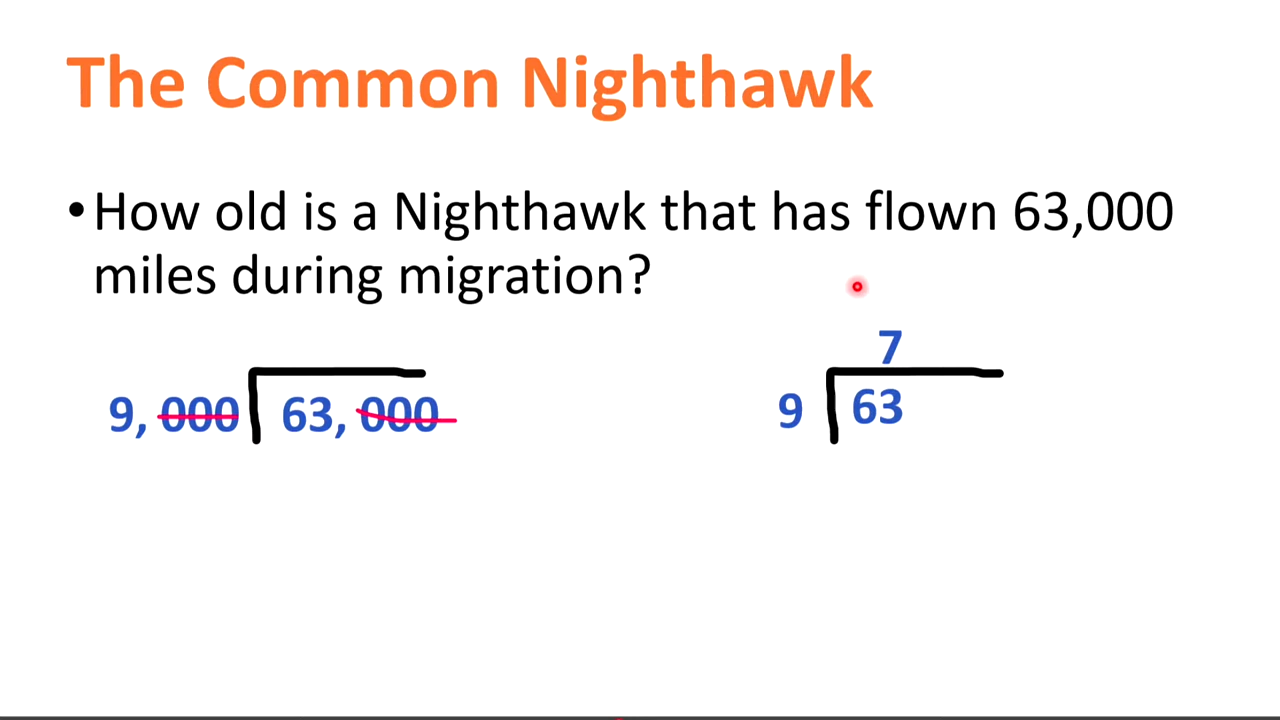 The Common Nighthawk
•How old is a Nighthawk that has flown 63,000
miles during migration?
7
9,000 63,000
9 63